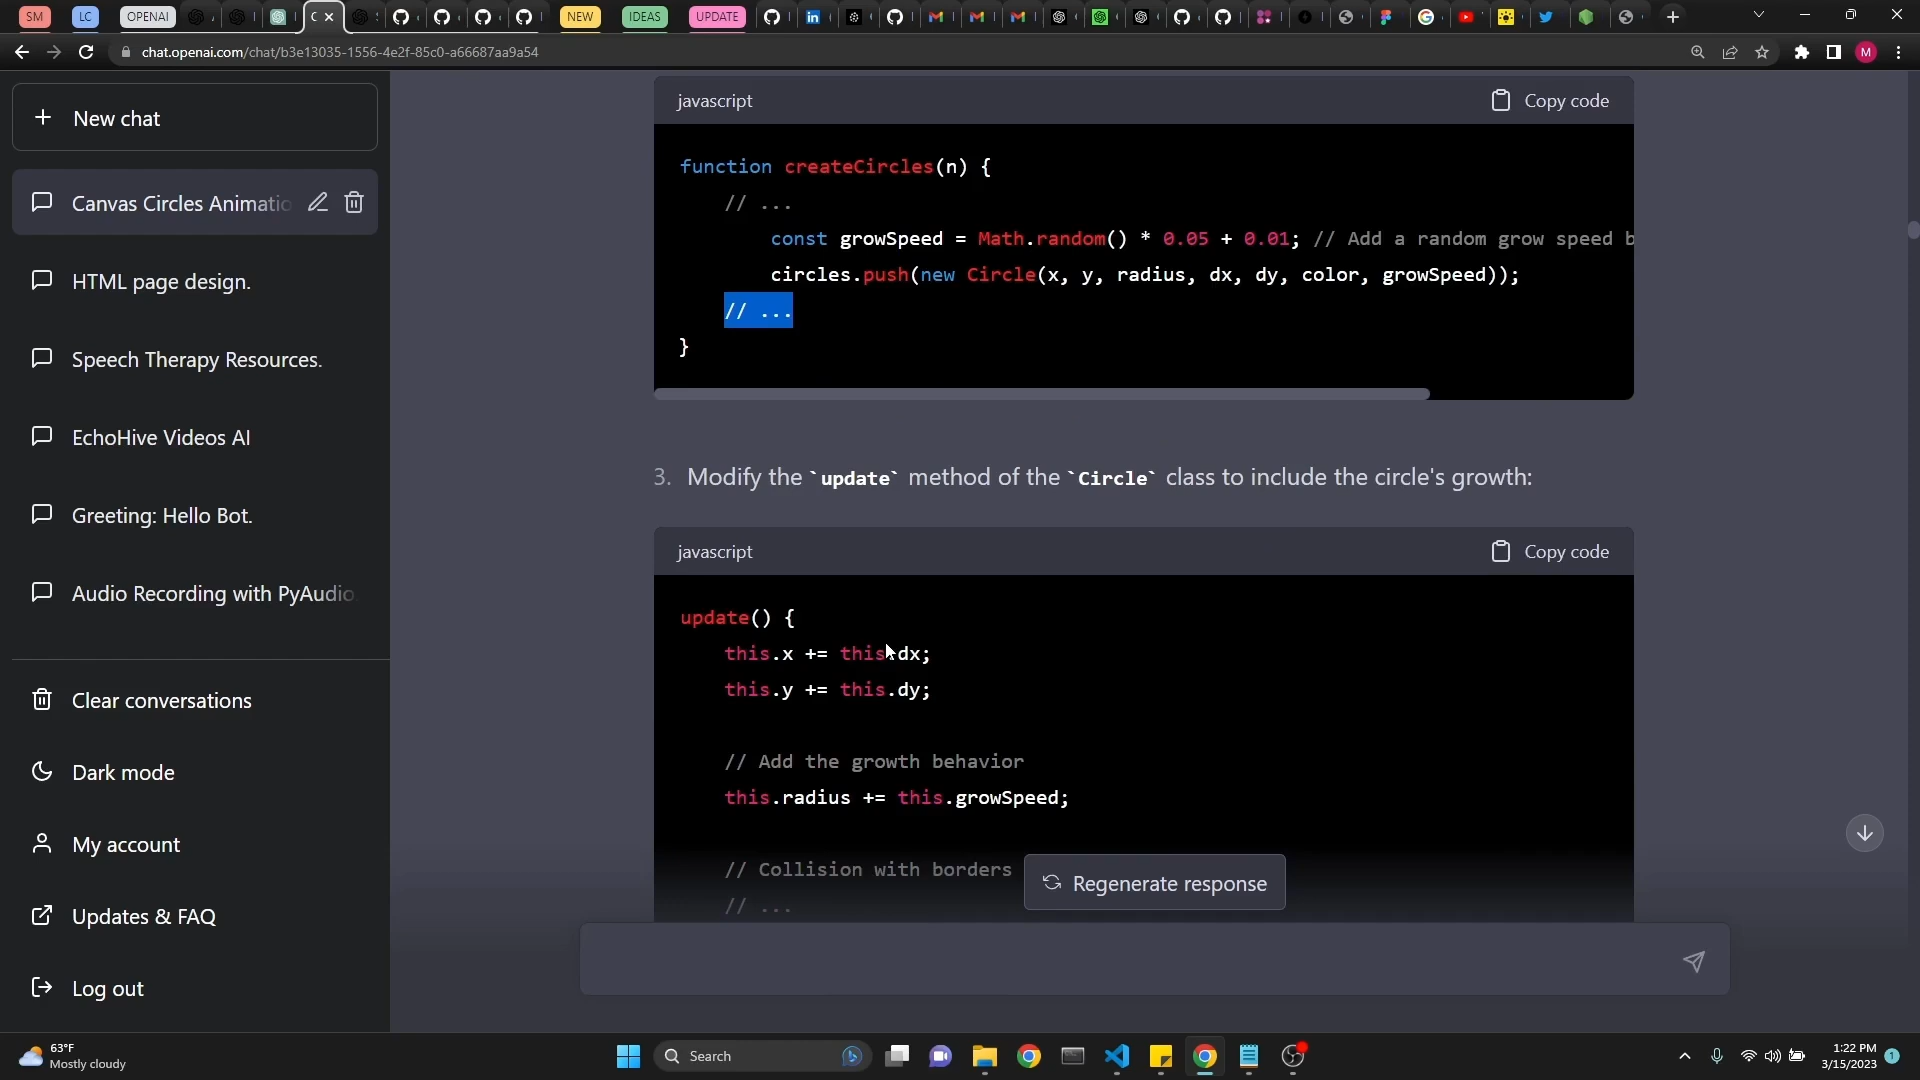 SM
LC
OPENAI
NEW
IDEAS
UPDATE
chat.openai.com/chat/b3e13035-1556-4e2f-85c0-a66687aa9a54
M
New chat
Canvas Circles Animatio
HTML page design.
Speech Therapy Resources.
EchoHive Videos AI
Greeting: Hello Bot.
Audio Recording with PyAudio.
Clear conversations
Dark mode
My account
Updates & FAQ
Log out
javascript
Copy code
function createCircles(n) {
// ...
const growSpeed = Math.random() * 0.05 + 0.01; // Add a random grow speed b
circles.push(new Circle(x, y, radius, dx, dy, color, growSpeed));
// ...
}
3. Modify the `update` method of the `Circle` class to include the circle's growth:
javascript
Copy code
update() {
this.x += this.dx;
this.y += this.dy;
// Add the growth behavior
this.radius += this.growSpeed;
// Collision with borders
// ...
Regenerate response
63°F
Mostly cloudy
Search
1:22 PM
3/15/2023
1